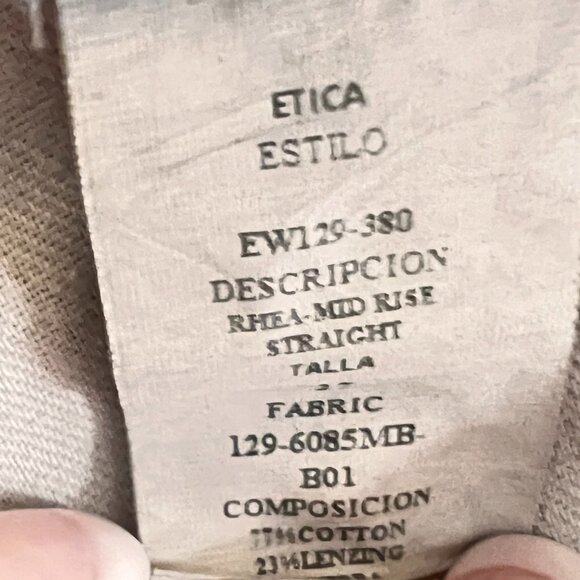 ETICA
ESTILO
EW129-380
DESCRIPCION
RHEA-MID RISE
STRAIGHT
TALLA
FABRIC
129-6085MB-
B01
COMPOSICION
77%COTTON
23%LENZING